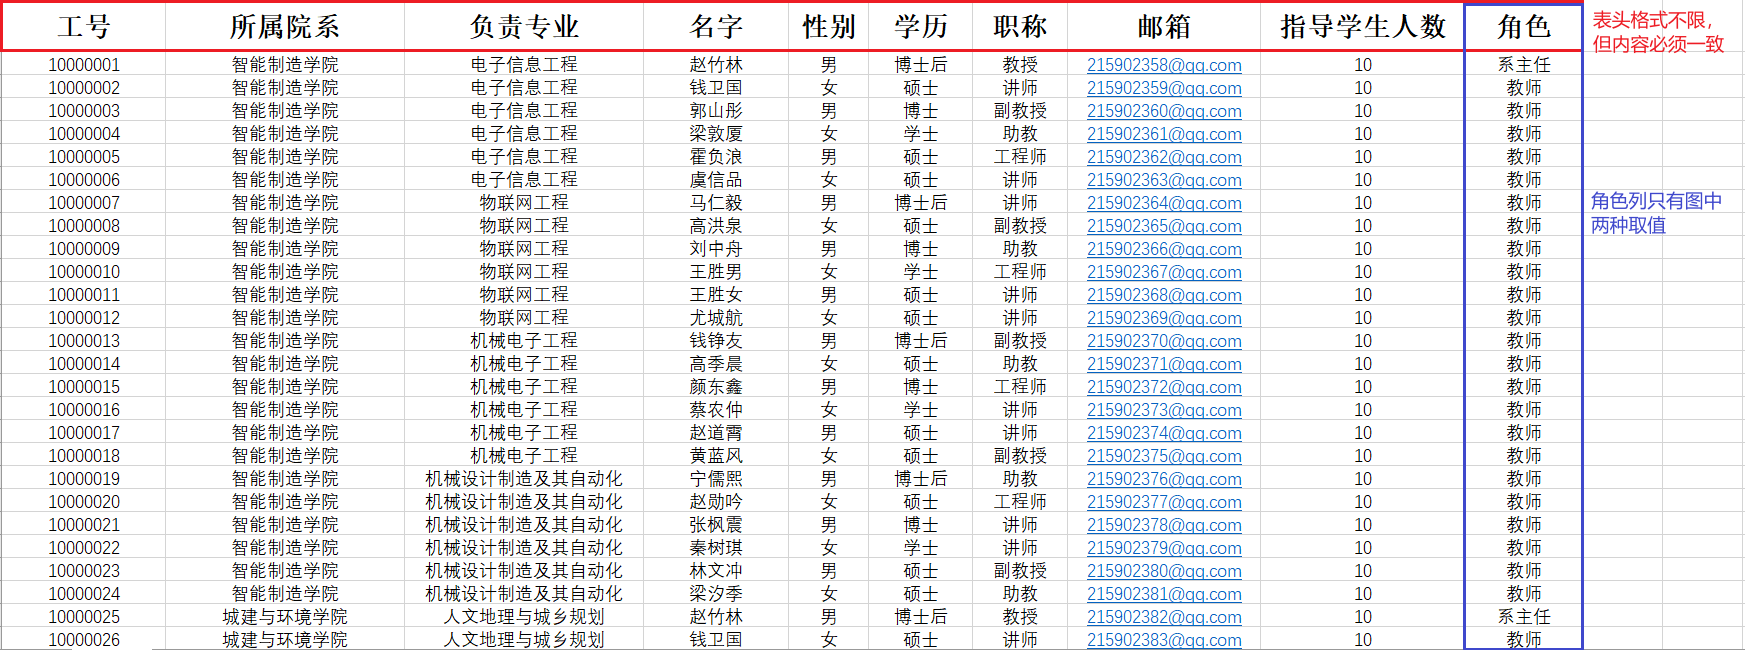 工号 所属院系 负责专业 名字 性别 学历 职称 邮箱 指导学生人数 角色
表头格式不限，
但内容必须一致
10000001 智能制造学院 电子信息工程 赵竹林 男 博士后 教授 215902358@qq.com 10 系主任
10000002 智能制造学院 电子信息工程 钱卫国 女 硕士 讲师 215902359@qq.com 10 教师
10000003 智能制造学院 电子信息工程 郭山彤 男 博士 副教授 215902360@qq.com 10 教师
10000004 智能制造学院 电子信息工程 梁敦厦 女 学士 助教 215902361@qq.com 10 教师
10000005 智能制造学院 电子信息工程 霍负浪 男 硕士 工程师 215902362@qq.com 10 教师
10000006 智能制造学院 电子信息工程 虞信品 女 硕士 讲师 215902363@qq.com 10 教师
10000007 智能制造学院 物联网工程 马仁毅 男 博士后 讲师 215902364@qq.com 10 教师
角色列只有图中
两种取值
10000008 智能制造学院 物联网工程 高洪泉 女 硕士 副教授 215902365@qq.com 10 教师
10000009 智能制造学院 物联网工程 刘中舟 男 博士 助教 215902366@qq.com 10 教师
10000010 智能制造学院 物联网工程 王胜男 女 学士 工程师 215902367@qq.com 10 教师
10000011 智能制造学院 物联网工程 王胜女 男 硕士 讲师 215902368@qq.com 10 教师
10000012 智能制造学院 物联网工程 尤城航 女 硕士 讲师 215902369@qq.com 10 教师
10000013 智能制造学院 机械电子工程 钱铮友 男 博士后 副教授 215902370@qq.com 10 教师
10000014 智能制造学院 机械电子工程 高季晨 女 硕士 助教 215902371@qq.com 10 教师
10000015 智能制造学院 机械电子工程 颜东鑫 男 博士 工程师 215902372@qq.com 10 教师
10000016 智能制造学院 机械电子工程 蔡农仲 女 学士 讲师 215902373@qq.com 10 教师
10000017 智能制造学院 机械电子工程 赵道霄 男 硕士 讲师 215902374@qq.com 10 教师
10000018 智能制造学院 机械电子工程 黄蓝风 女 硕士 副教授 215902375@qq.com 10 教师
10000019 智能制造学院 机械设计制造及其自动化 宁儒熙 男 博士后 助教 215902376@qq.com 10 教师
10000020 智能制造学院 机械设计制造及其自动化 赵勋吟 女 硕士 工程师 215902377@qq.com 10 教师
10000021 智能制造学院 机械设计制造及其自动化 张枫震 男 博士 讲师 215902378@qq.com 10 教师
10000022 智能制造学院 机械设计制造及其自动化 秦树琪 女 学士 讲师 215902379@qq.com 10 教师
10000023 智能制造学院 机械设计制造及其自动化 林文冲 男 硕士 副教授 215902380@qq.com 10 教师
10000024 智能制造学院 机械设计制造及其自动化 梁汐季 女 硕士 助教 215902381@qq.com 10 教师
10000025 城建与环境学院 人文地理与城乡规划 赵竹林 男 博士后 教授 215902382@qq.com 10 系主任
10000026 城建与环境学院 人文地理与城乡规划 钱卫国 女 硕士 讲师 215902383@qq.com 10 教师